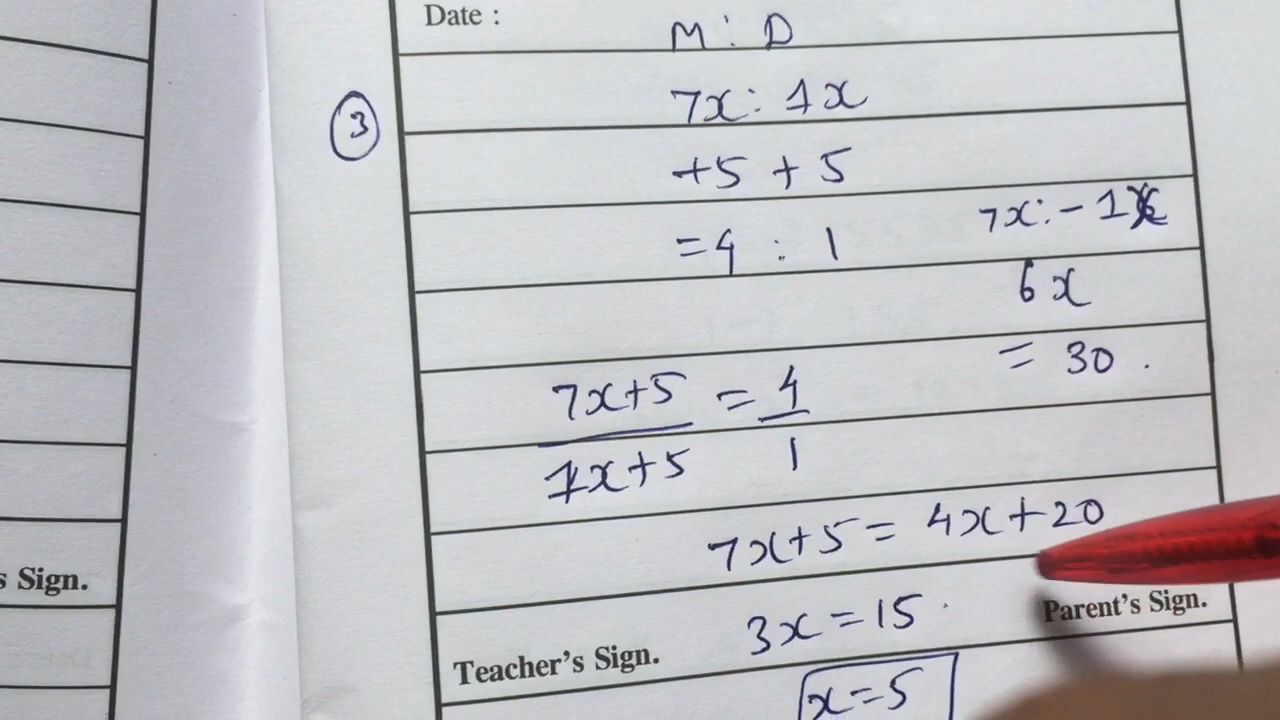 Date :
M : D
③
7x : 1x
+5 + 5
= 4 : 1
7x : - 1x
6x
= 30 .
7x+5 = 4
1x+5 1
7x+5 = 4x+20
3x = 15 .
s Sign.
Teacher's Sign.
Parent's Sign.
x=5